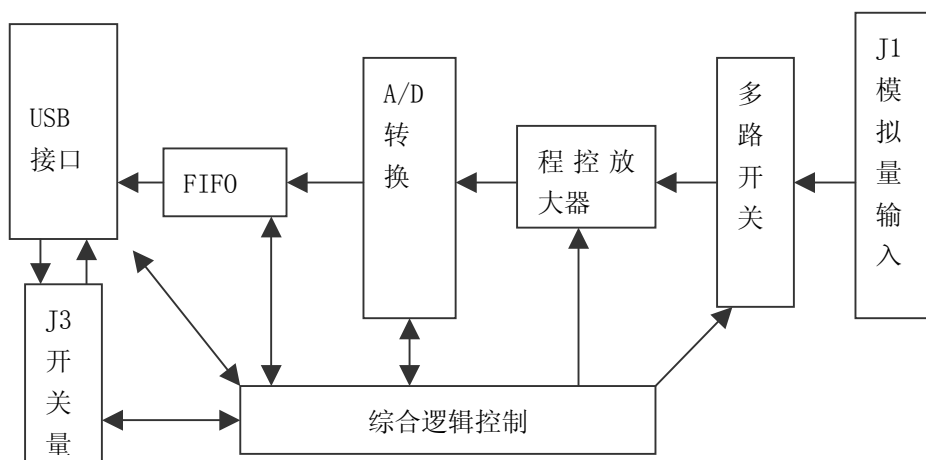 USB
接口
FIFO
A/D
转
换
程控放
大器
多
路
开
关
J1
模
拟
量
输
入
J3
开
关
量
综合逻辑控制